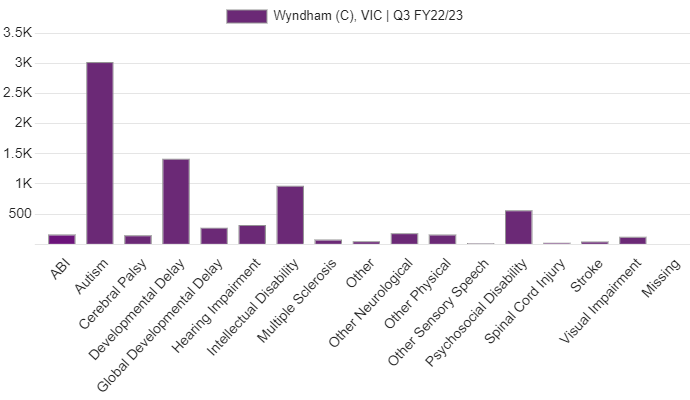 Wyndham (C), VIC | Q3 FY22/23
3.5K
3K
2.5K
2K
1.5K
1K
500
ABI
Autism
Cerebral Palsy
Developmental Delay
Global Developmental Delay
Hearing Impairment
Intellectual Disability
Multiple Sclerosis
Other
Other Neurological
Other Physical
Other Sensory Speech
Psychosocial Disability
Spinal Cord Injury
Stroke
Visual Impairment
Missing